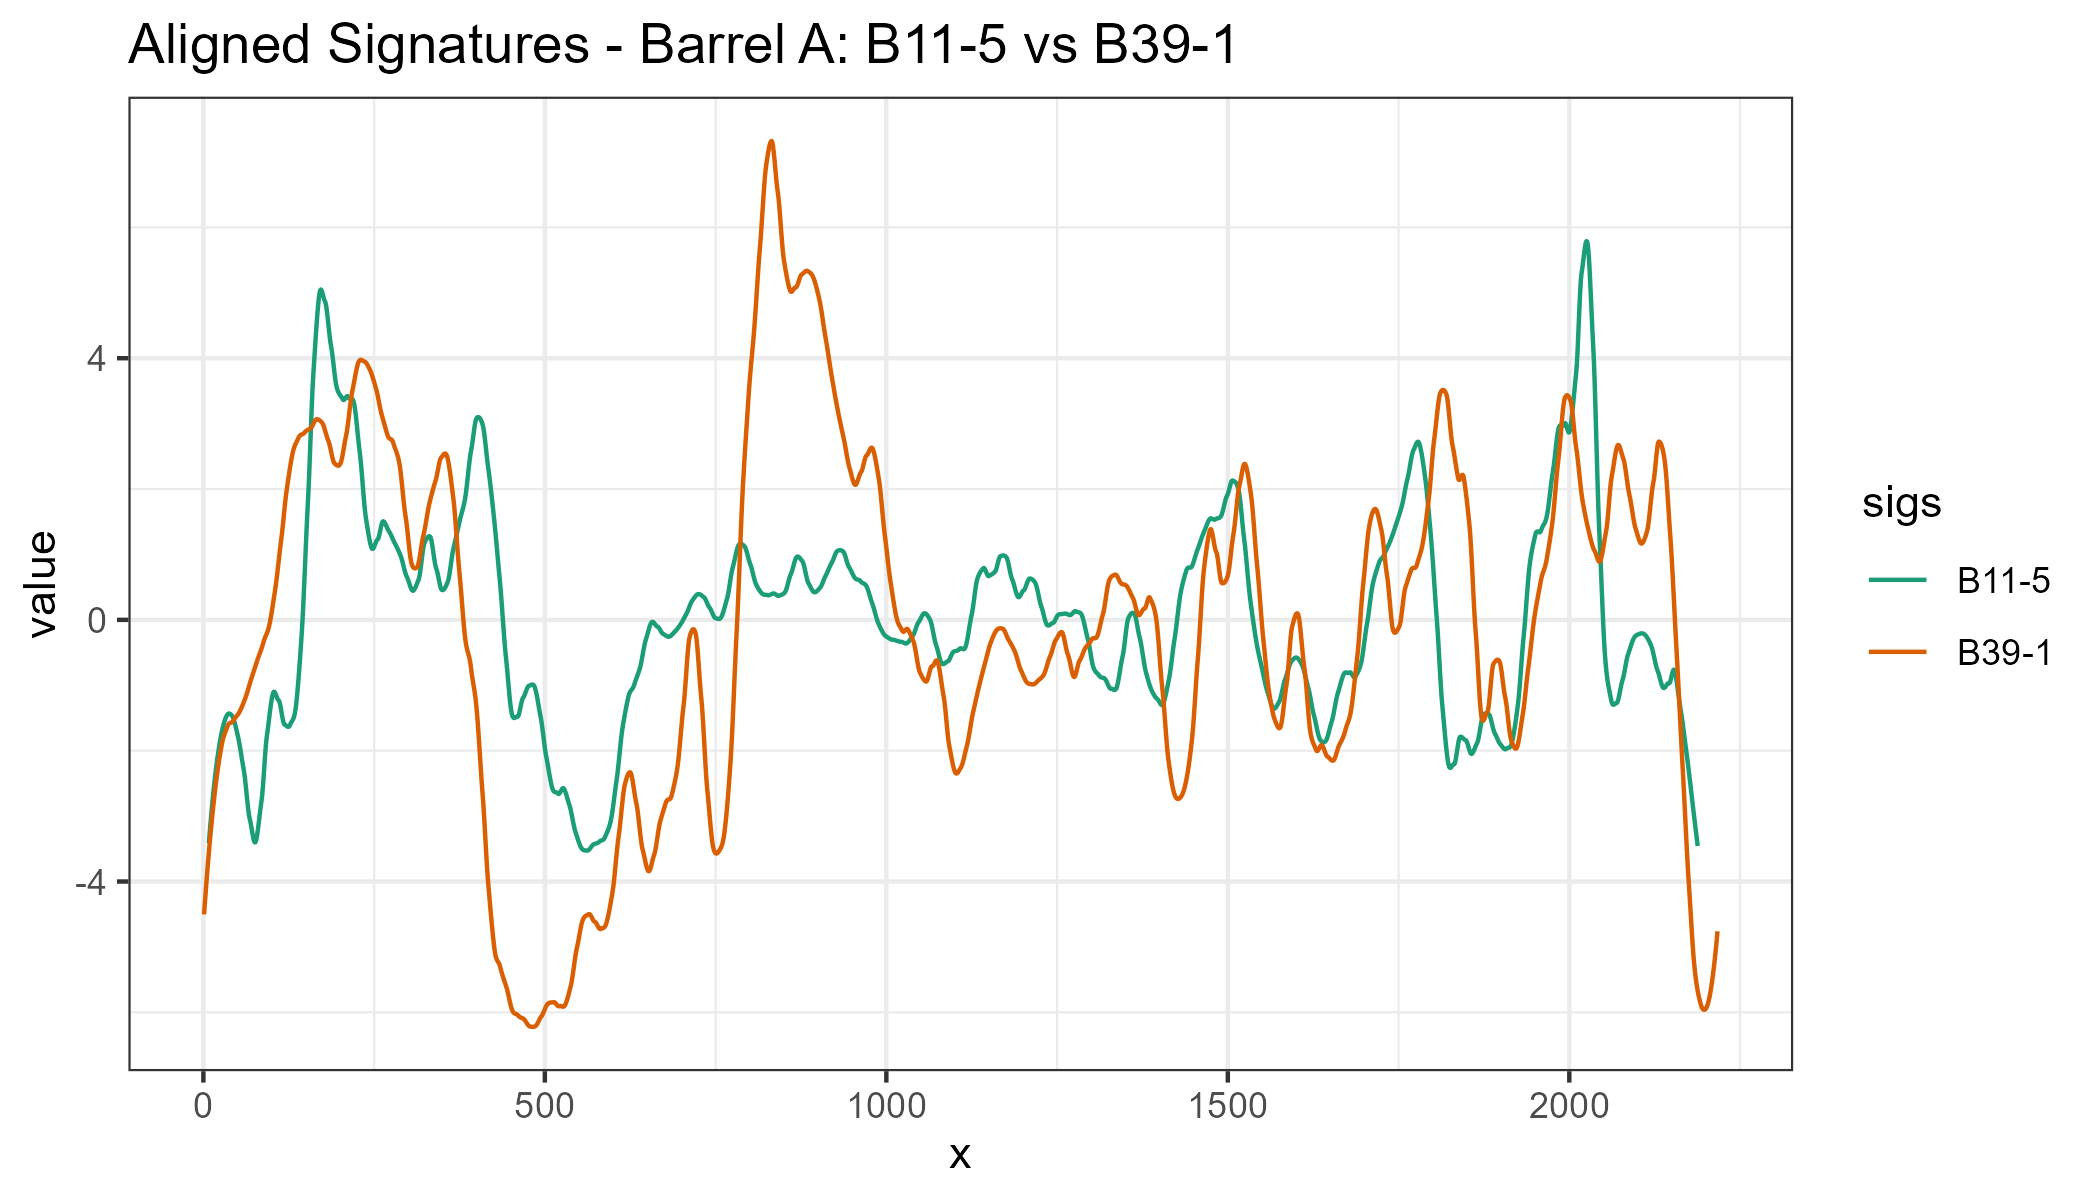 Aligned Signatures - Barrel A: B11-5 vs B39-1
value
4
0
-4
0 500 1000 1500 2000
x
sigs
B11-5
B39-1